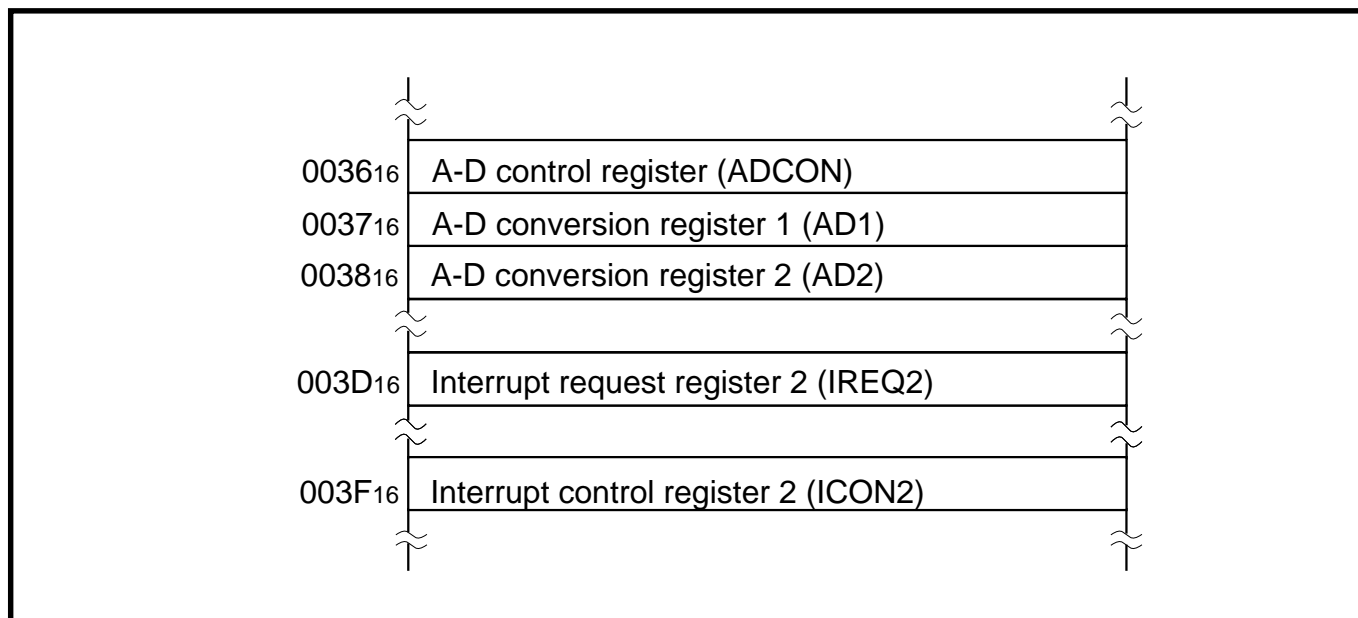 0036₁₆ A-D control register (ADCON)
0037₁₆ A-D conversion register 1 (AD1)
0038₁₆ A-D conversion register 2 (AD2)
003D₁₆ Interrupt request register 2 (IREQ2)
003F₁₆ Interrupt control register 2 (ICON2)